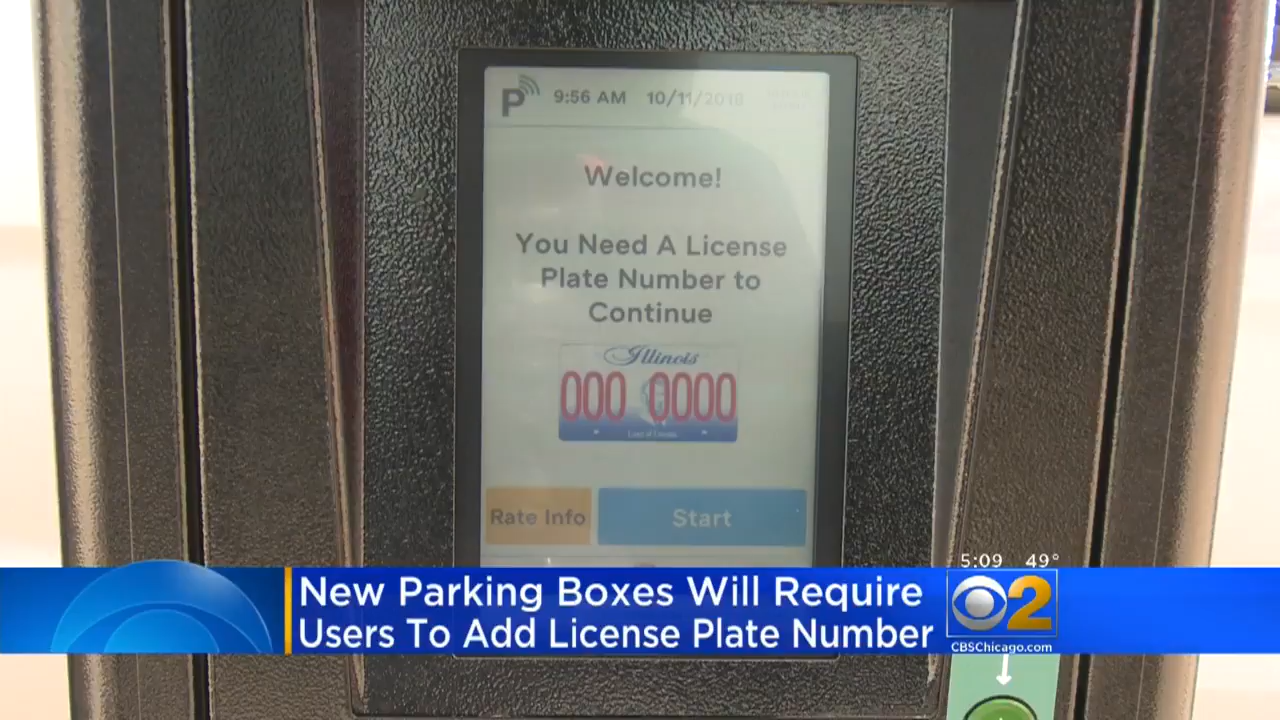 P 9:56 AM 10/11/2018
Welcome!
You Need A License
Plate Number to
Continue
Illinois
000 0000
Rate Info
Start
5:09 49°
New Parking Boxes Will Require
Users To Add License Plate Number
2
CBSChicago.com